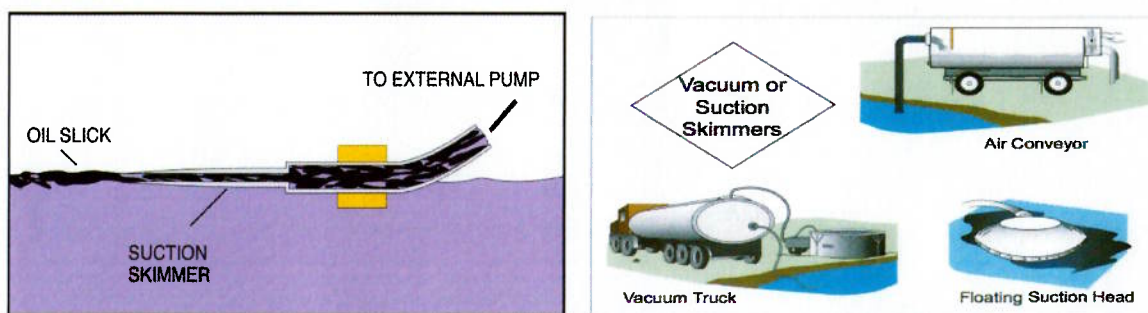 TO EXTERNAL PUMP
OIL SLICK
SUCTION
SKIMMER
Vacuum or
Suction
Skimmers
Air Conveyor
Vacuum Truck
Floating Suction Head